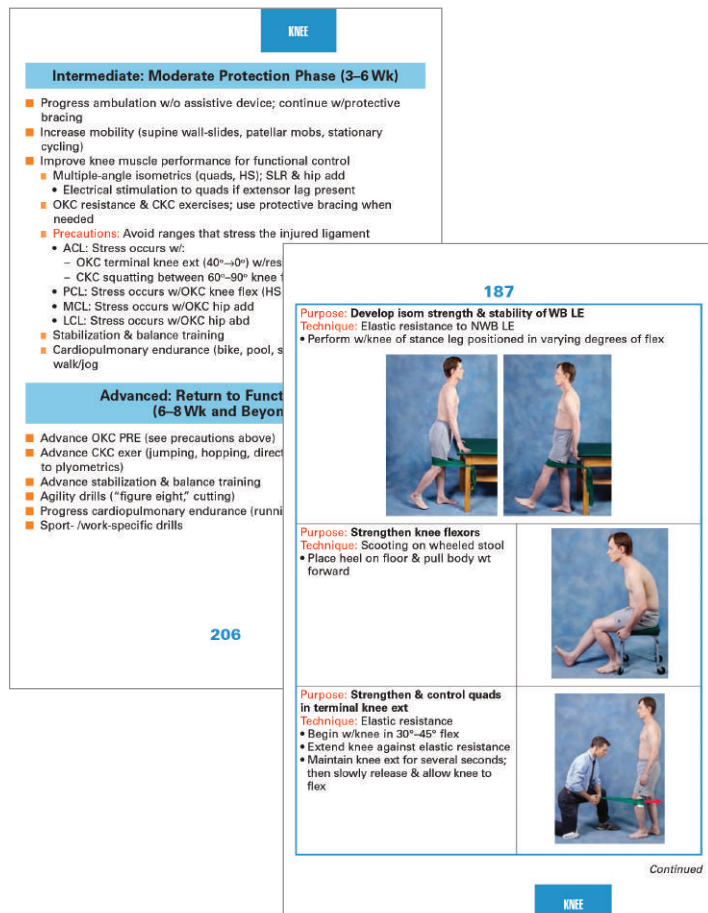 KNEE
Intermediate: Moderate Protection Phase (3–6 Wk)
■ Progress ambulation w/o assistive device; continue w/protective
bracing
■ Increase mobility (supine wall-slides, patellar mobs, stationary
cycling)
■ Improve knee muscle performance for functional control
■ Multiple-angle isometrics (quads, HS); SLR & hip add
• Electrical stimulation to quads if extensor lag present
■ OKC resistance & CKC exercises; use protective bracing when
needed
■ Precautions: Avoid ranges that stress the injured ligament
• ACL: Stress occurs w/:
– OKC terminal knee ext (40º→0º) w/res
– CKC squatting between 60º–90º knee
• PCL: Stress occurs w/OKC knee flex (HS
• MCL: Stress occurs w/OKC hip add
• LCL: Stress occurs w/OKC hip abd
■ Stabilization & balance training
■ Cardiopulmonary endurance (bike, pool, s
walk/jog
Advanced: Return to Funct
(6–8 Wk and Beyon
■ Advance OKC PRE (see precautions above)
■ Advance CKC exer (jumping, hopping, direct
to plyometrics)
■ Advance stabilization & balance training
■ Agility drills ("figure eight," cutting)
■ Progress cardiopulmonary endurance (runni
■ Sport- /work-specific drills
206
187
Purpose: Develop isom strength & stability of WB LE
Technique: Elastic resistance to NWB LE
• Perform w/knee of stance leg positioned in varying degrees of flex
Purpose: Strengthen knee flexors
Technique: Scooting on wheeled stool
• Place heel on floor & pull body wt
forward
Purpose: Strengthen & control quads
in terminal knee ext
Technique: Elastic resistance
• Begin w/knee in 30º–45º flex
• Extend knee against elastic resistance
• Maintain knee ext for several seconds;
then slowly release & allow knee to
flex
Continued
KNEE